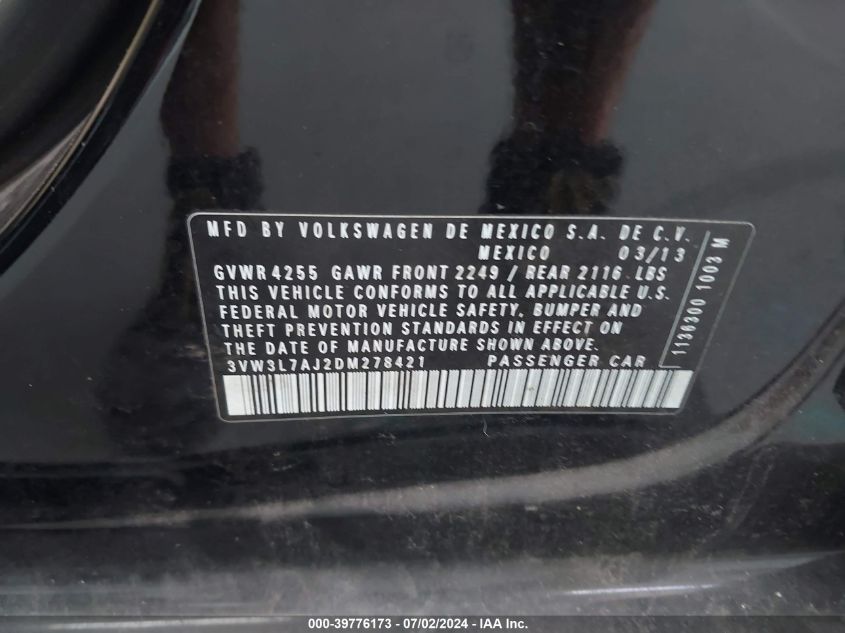 MFD BY VOLKSWAGEN DE MEXICO S.A. DE C.V.
MEXICO 03/13
GVWR 4255 GAWR FRONT 2249 / REAR 2116 LBS
THIS VEHICLE CONFORMS TO ALL APPLICABLE U.S.
FEDERAL MOTOR VEHICLE SAFETY, BUMPER AND
THEFT PREVENTION STANDARDS IN EFFECT ON
THE DATE OF MANUFACTURE SHOWN ABOVE.
3VW3L7AJ2DM278421 PASSENGER CAR
1136300 1003 M
000-39776173 - 07/02/2024 - IAA Inc.